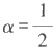 α = 1/2